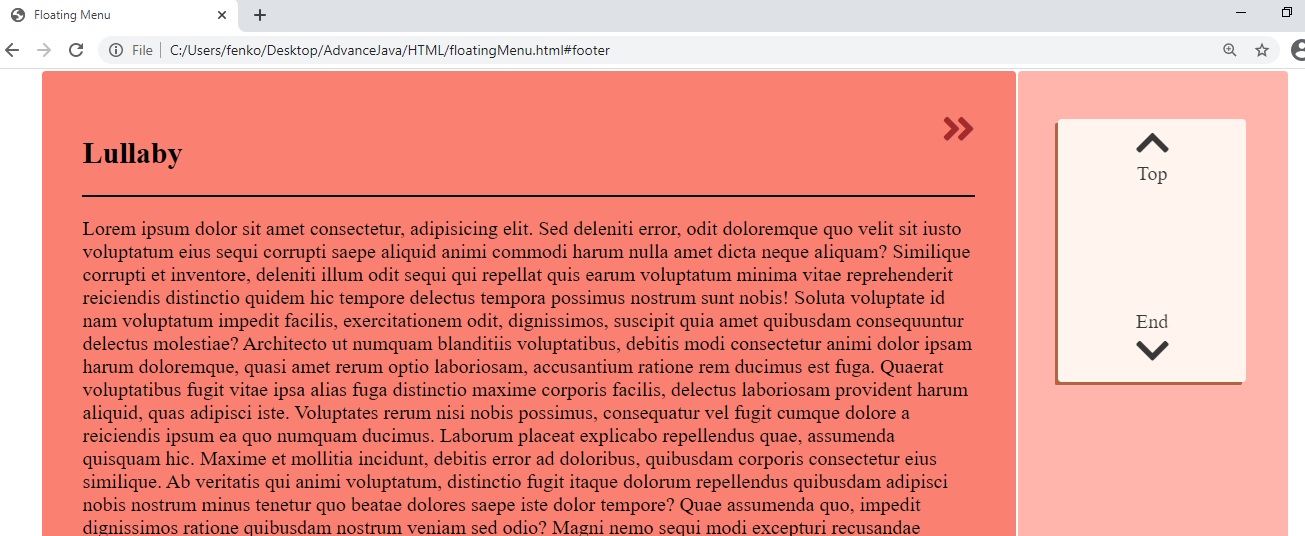 Floating Menu
File
C:/Users/fenko/Desktop/AdvanceJava/HTML/floatingMenu.html#footer
Lullaby
Lorem ipsum dolor sit amet consectetur, adipisicing elit. Sed deleniti error, odit doloremque quo velit sit iusto
voluptatum eius sequi corrupti saepe aliquid animi commodi harum nulla amet dicta neque aliquam? Similique
corrupti et inventore, deleniti illum odit sequi qui repellat quis earum voluptatum minima vitae reprehenderit
reiciendis distinctio quidem hic tempore delectus tempora possimus nostrum sunt nobis! Soluta voluptate id
nam voluptatum impedit facilis, exercitationem odit, dignissimos, suscipit quia amet quibusdam consequuntur
delectus molestiae? Architecto ut numquam blanditiis voluptatibus, debitis modi consectetur animi dolor ipsam
harum doloremque, quasi amet rerum optio laboriosam, accusantium ratione rem ducimus est fuga. Quaerat
voluptatibus fugit vitae ipsa alias fuga distinctio maxime corporis facilis, delectus laboriosam provident harum
aliquid, quas adipisci iste. Voluptates rerum nisi nobis possimus, consequatur vel fugit cumque dolore a
reiciendis ipsum ea quo numquam ducimus. Laborum placeat explicabo repellendus quae, assumenda
quisquam hic. Maxime et mollitia incidunt, debitis error ad doloribus, quibusdam corporis consectetur eius
similique. Ab veritatis qui animi voluptatum, distinctio fugit itaque dolorum repellendus quibusdam adipisci
nobis nostrum minus tenetur quo beatae dolores saepe iste dolor tempore? Quae assumenda quo, impedit
dignissimos ratione quibusdam nostrum veniam sed odio? Magni nemo sequi modi excepturi recusandae
Top
End